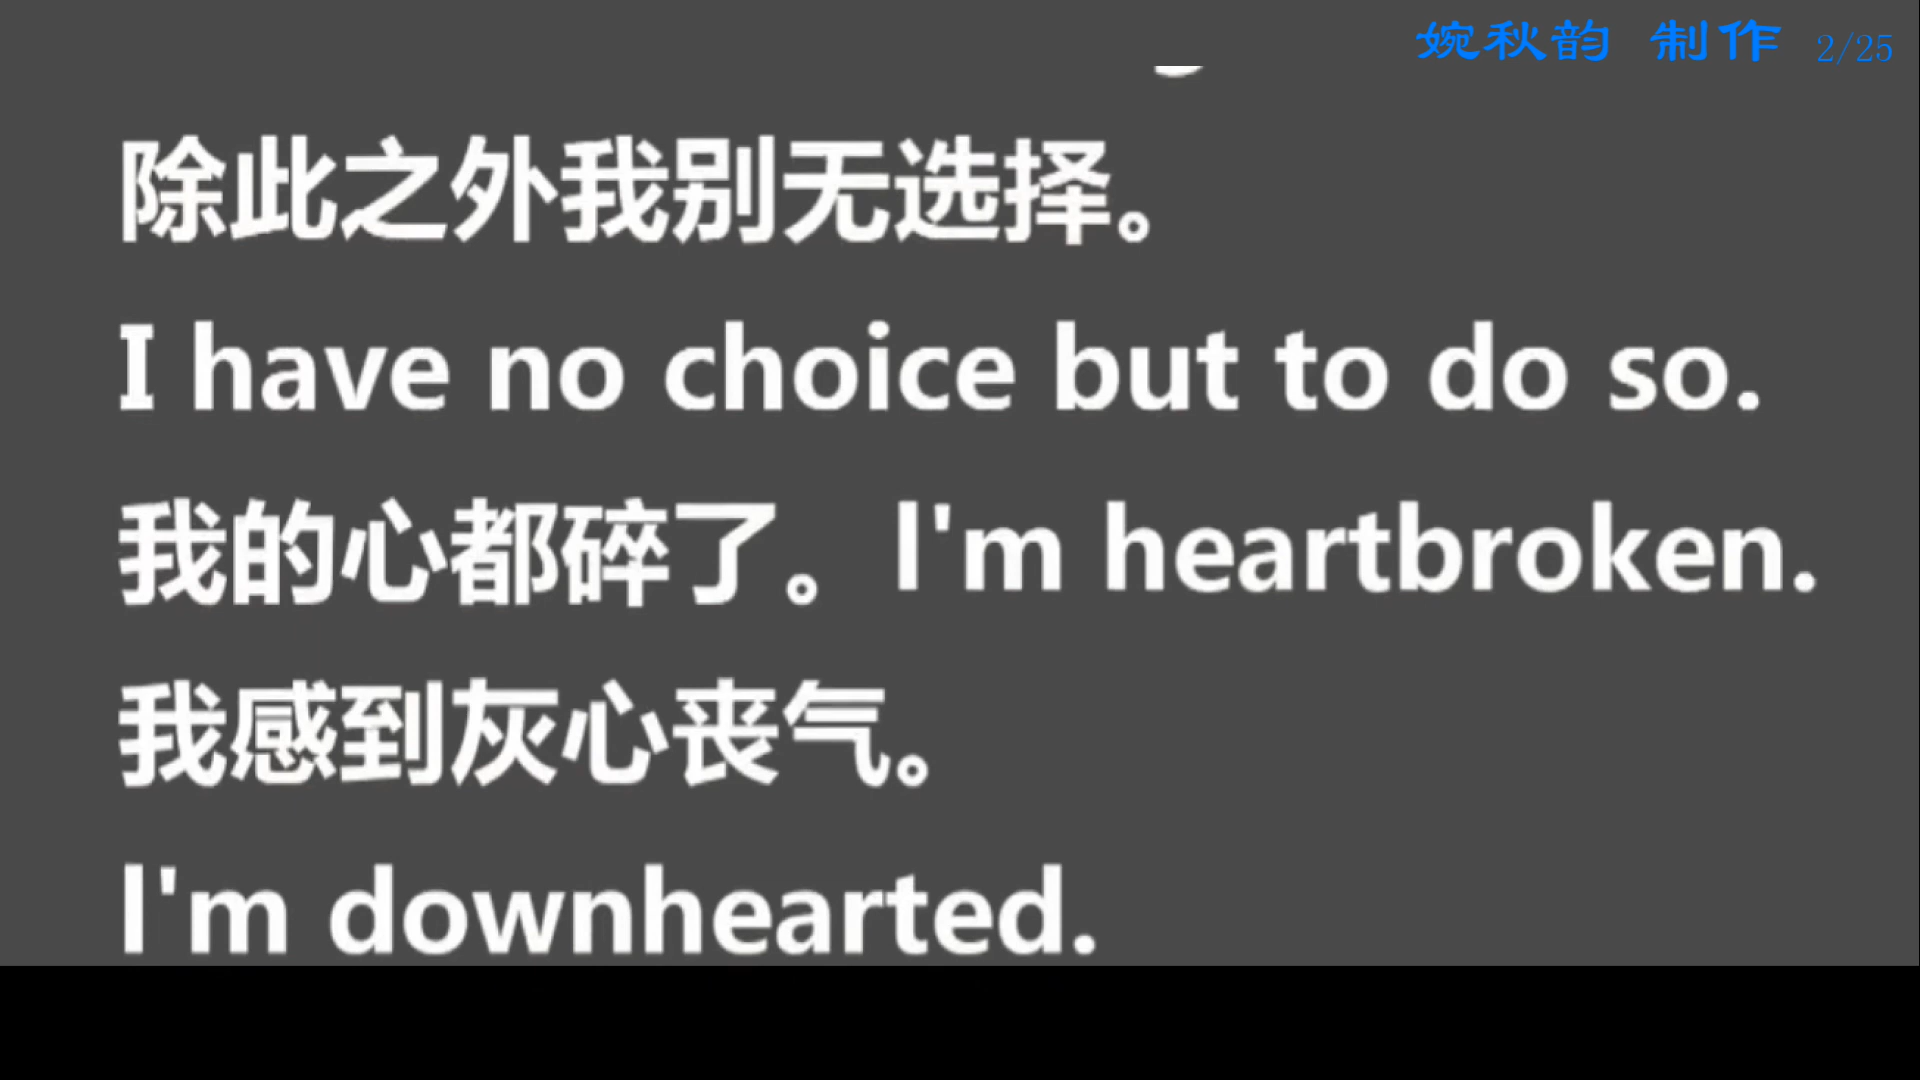 婉秋韵 制作 2/25
除此之外我别无选择。
I have no choice but to do so.
我的心都碎了。I'm heartbroken.
我感到灰心丧气。
I'm downhearted.